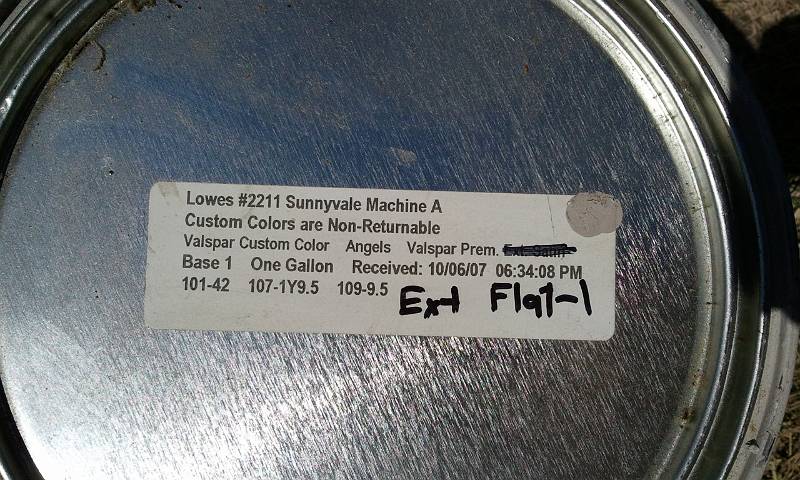 Lowes #2211 Sunnyvale Machine A
Custom Colors are Non-Returnable
Valspar Custom Color Angels Valspar Prem.
Base 1 One Gallon Received: 10/06/07 06:34:08 PM
101-42 107-1Y9.5 109-9.5 Ext Flat-1